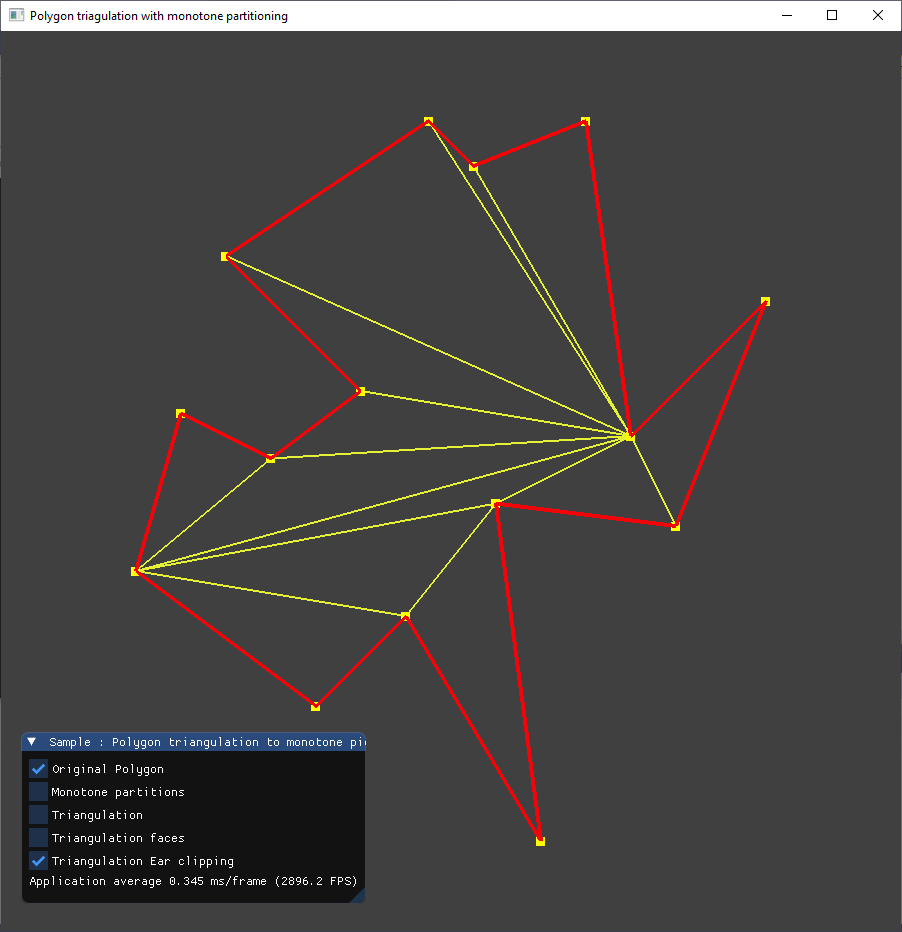 Polygon triagulation with monotone partitioning
Sample : Polygon triangulation to monotone pi
Original Polygon
Monotone partitions
Triangulation
Triangulation faces
Triangulation Ear clipping
Application average 0.345 ms/frame (2896.2 FPS)